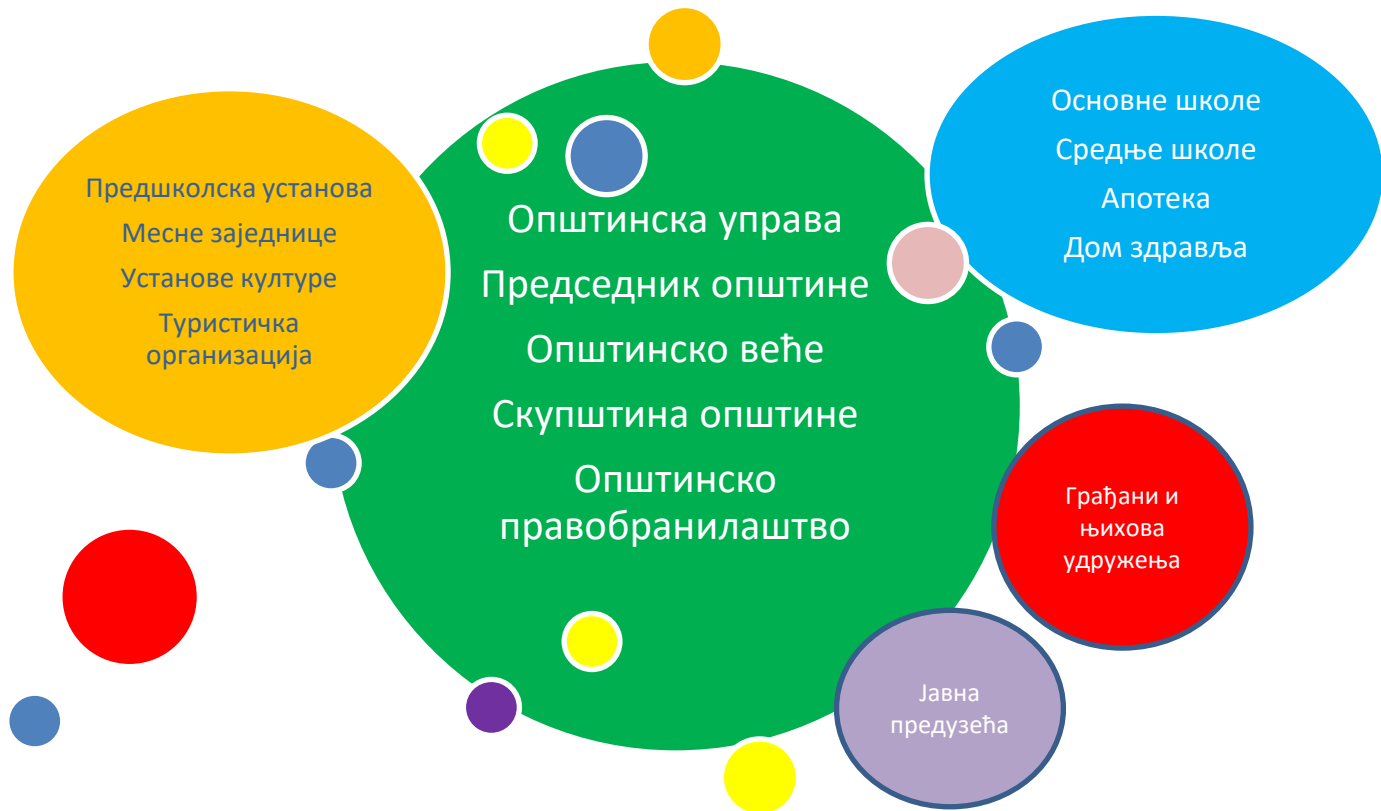 Предшколска установа
Месне заједнице
Установе културе
Туристичка
организација
Општинска управа
Председник општине
Општинско веће
Скупштина општине
Општинско
правобранилаштво
Основне школе
Средње школе
Апотека
Дом здравља
Грађани и
њихова
удружења
Јавна
предузећа